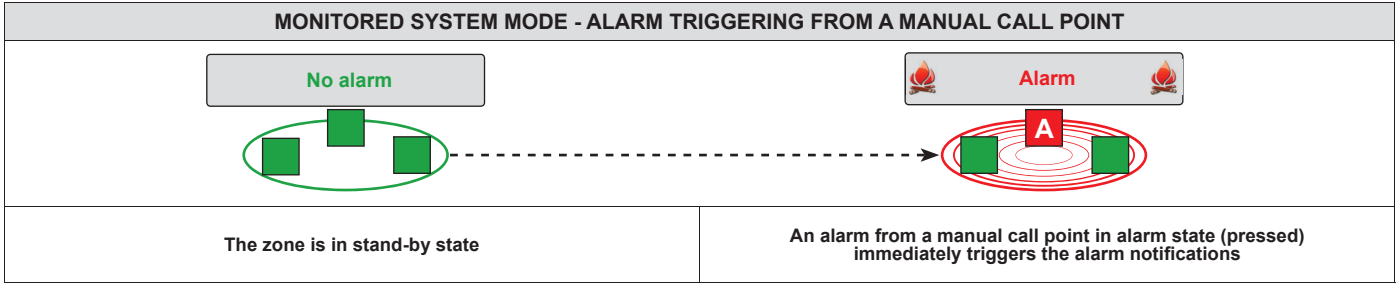 MONITORED SYSTEM MODE - ALARM TRIGGERING FROM A MANUAL CALL POINT
No alarm
Alarm
A
The zone is in stand-by state
An alarm from a manual call point in alarm state (pressed)
immediately triggers the alarm notifications